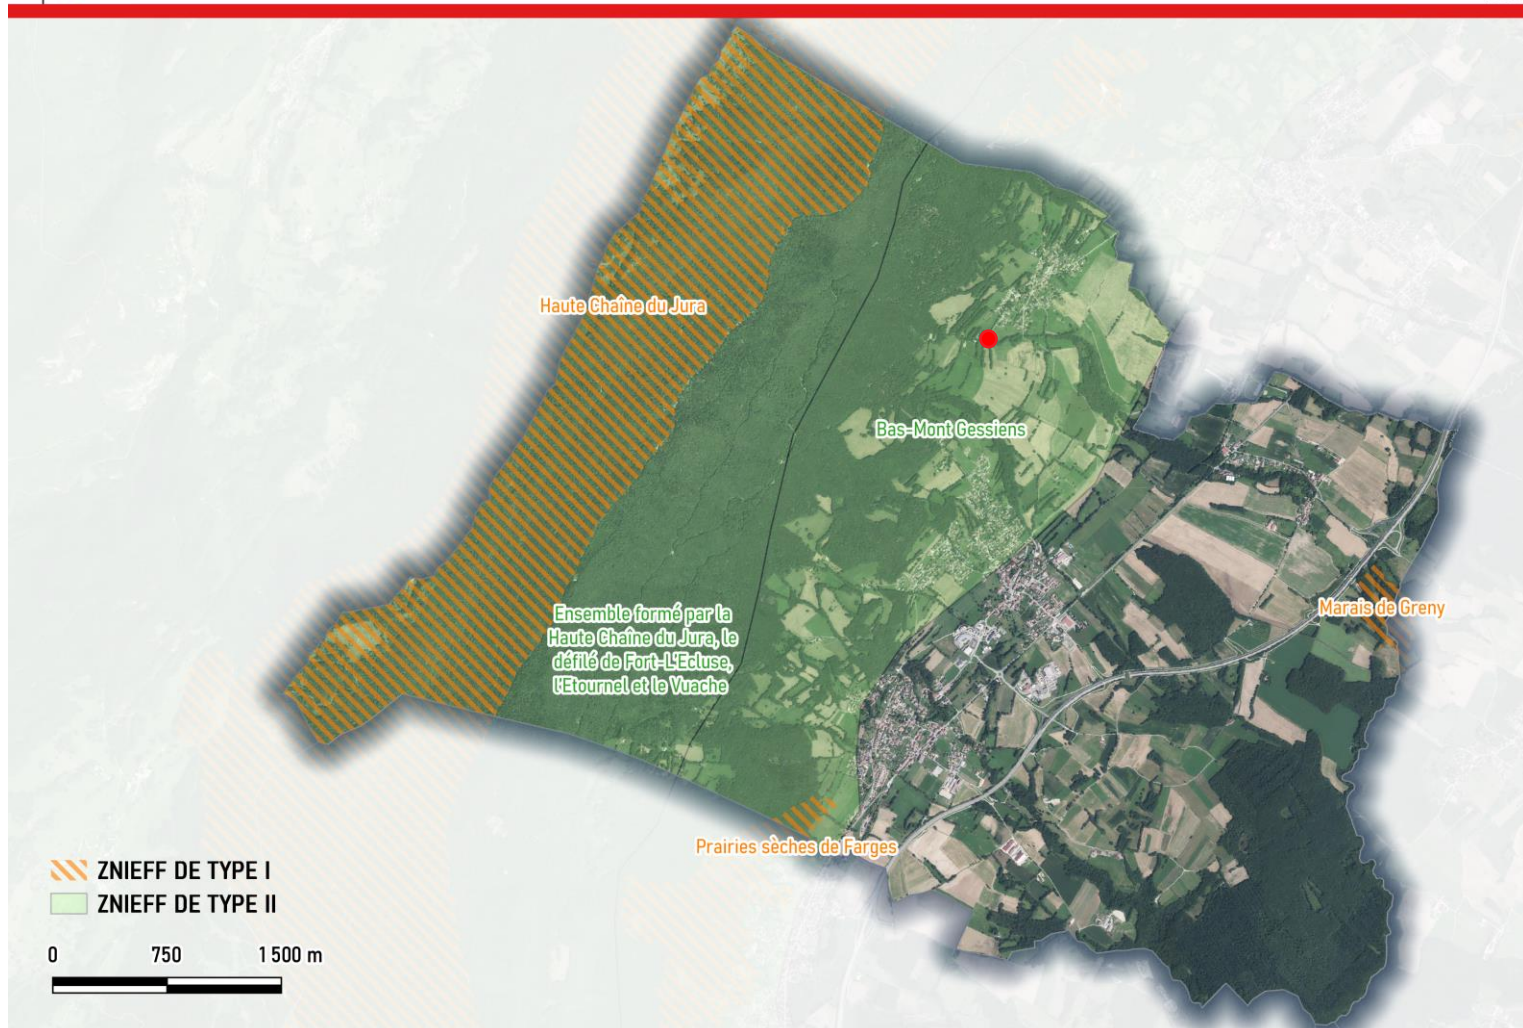 Haute Chaîne du Jura
Bas-Mont Gessiens
Ensemble formé par la
Haute Chaîne du Jura, le
défilé de Fort-L'Ecluse,
l'Etournel et le Vuache
Marais de Greny
Prairies sèches de Farges
ZNIEFF DE TYPE I
ZNIEFF DE TYPE II
0 750 1 500 m